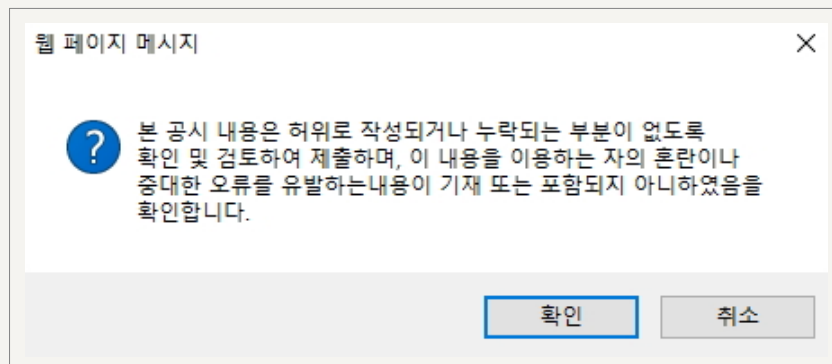 웹 페이지 메시지
본 공시 내용은 허위로 작성되거나 누락되는 부분이 없도록
확인 및 검토하여 제출하며, 이 내용을 이용하는 자의 혼란이나
중대한 오류를 유발하는내용이 기재 또는 포함되지 아니하였음을
확인합니다.
확인
취소